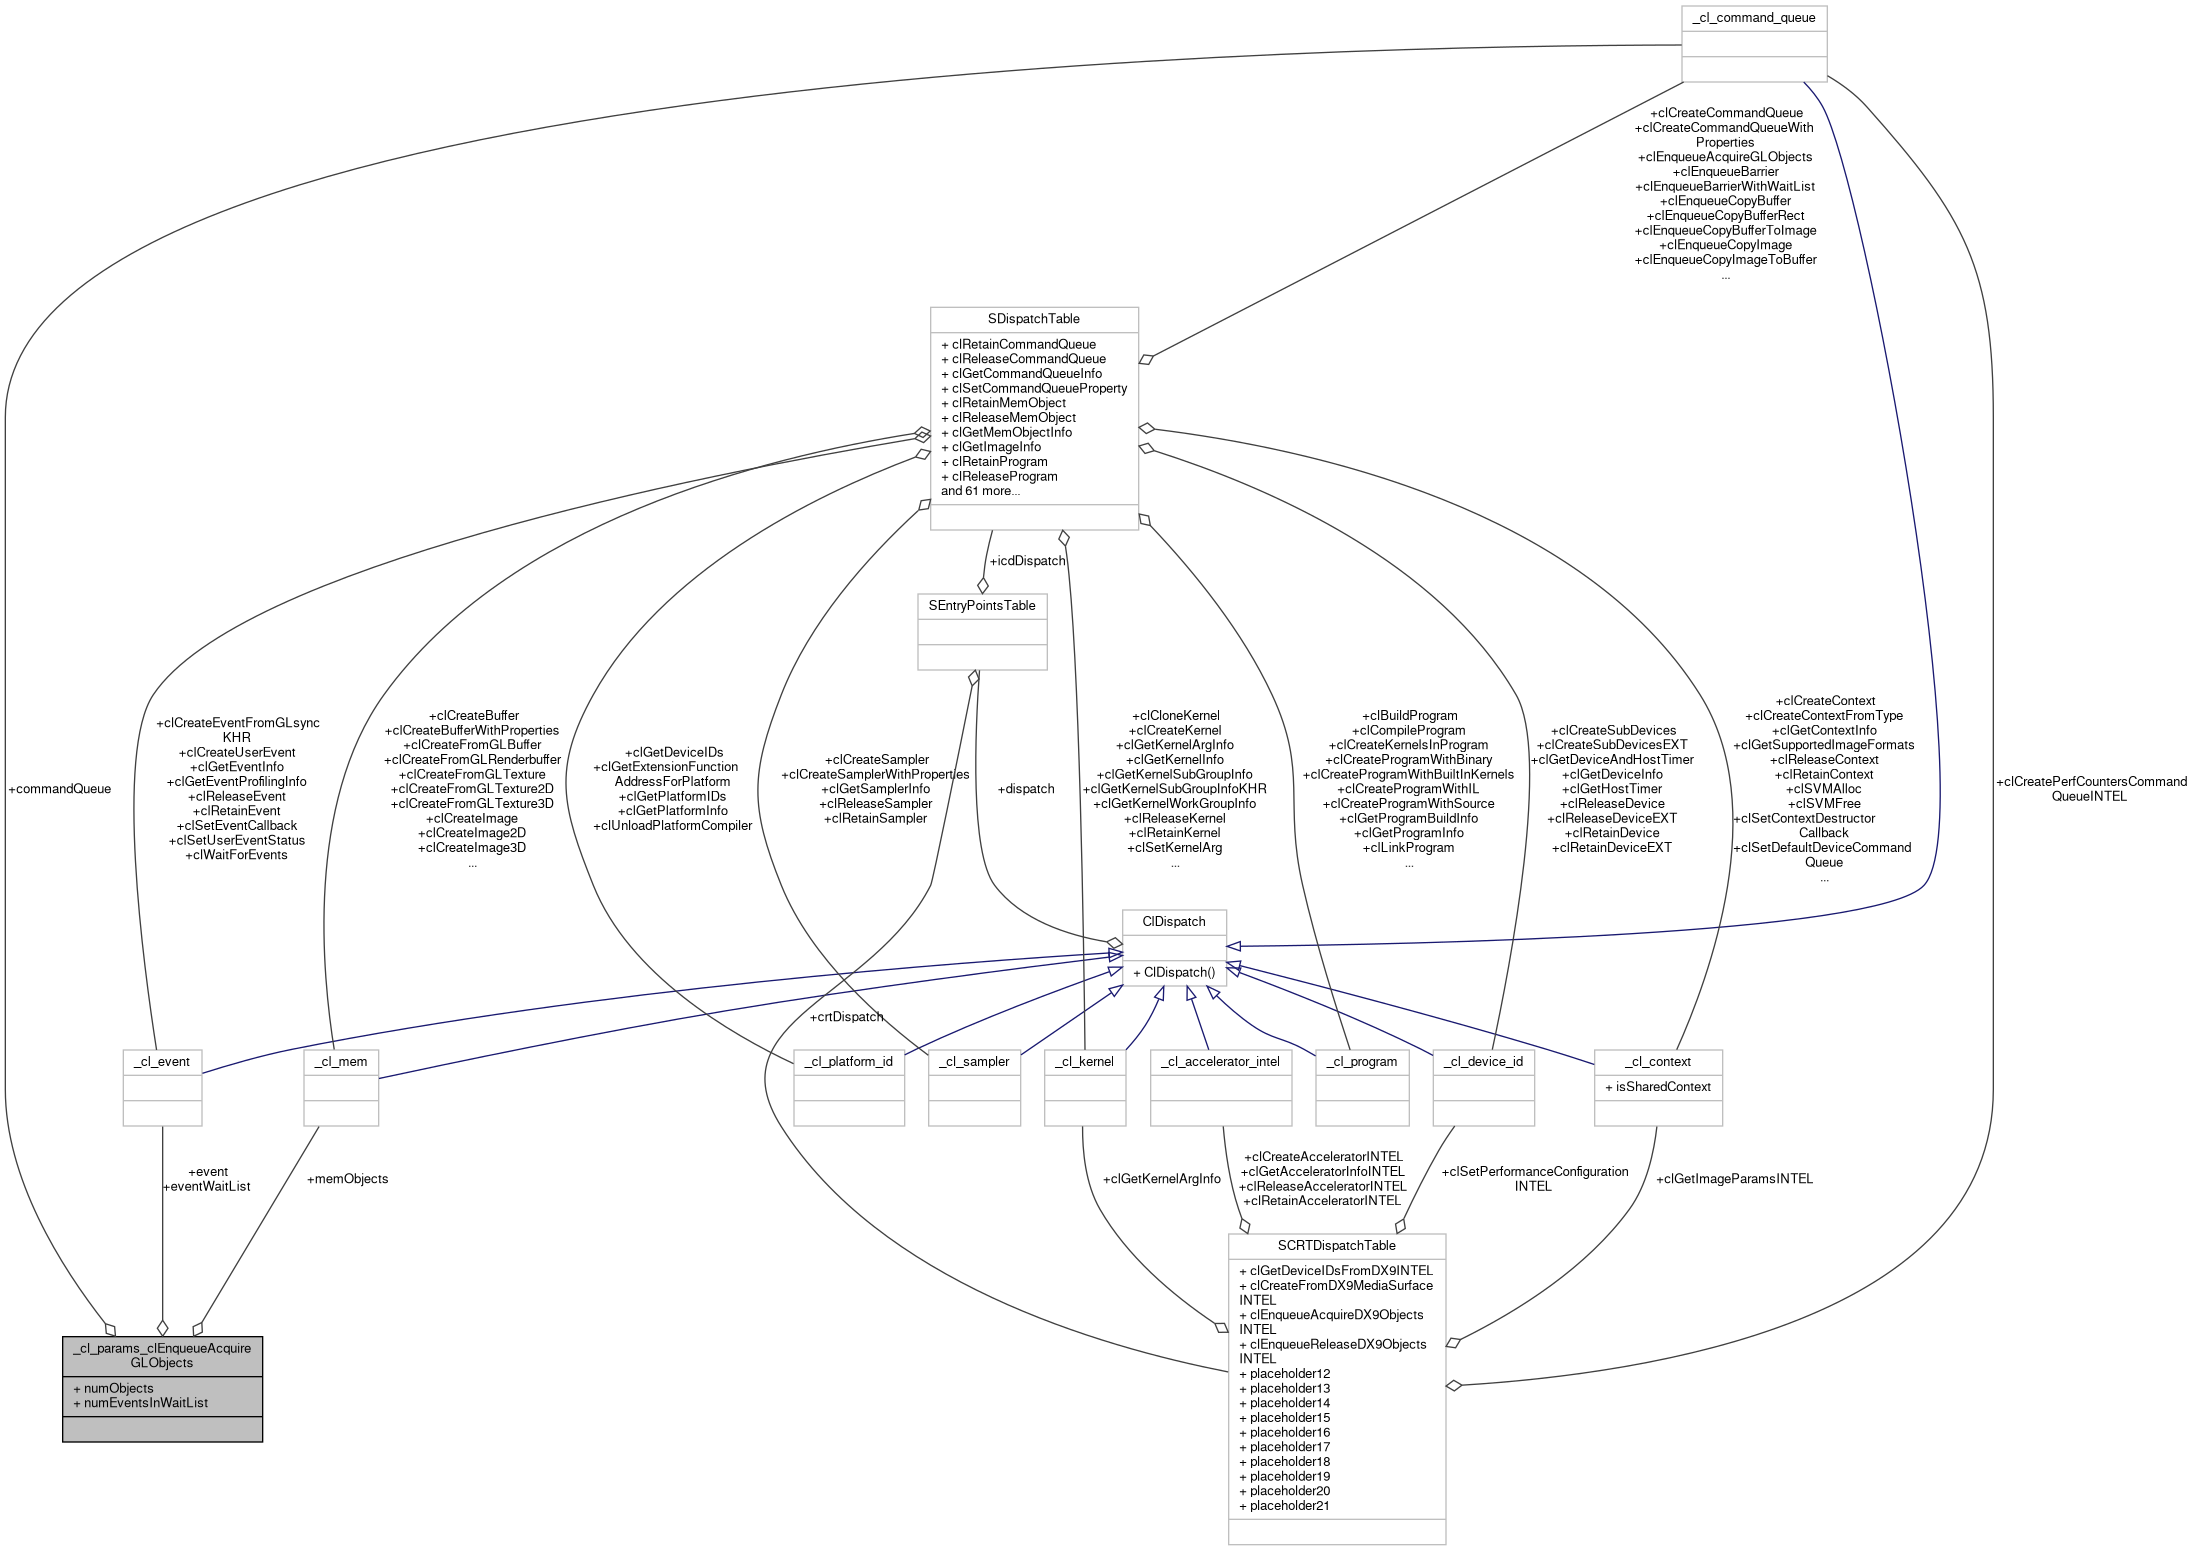 _cl_command_queue
+clCreateCommandQueue
+clCreateCommandQueueWith
Properties
+clEnqueueAcquireGLObjects
+clEnqueueBarrier
+clEnqueueBarrierWithWaitList
+clEnqueueCopyBuffer
+clEnqueueCopyBufferRect
+clEnqueueCopyBufferToImage
+clEnqueueCopyImage
+clEnqueueCopyImageToBuffer
...
SDispatchTable
+ clRetainCommandQueue
+ clReleaseCommandQueue
+ clGetCommandQueueInfo
+ clSetCommandQueueProperty
+ clRetainMemObject
+ clReleaseMemObject
+ clGetMemObjectInfo
+ clGetImageInfo
+ clRetainProgram
+ clReleaseProgram
and 61 more...
+icdDispatch
SEntryPointsTable
+commandQueue
+clCreateEventFromGLsync
KHR
+clCreateUserEvent
+clGetEventInfo
+clGetEventProfilingInfo
+clReleaseEvent
+clRetainEvent
+clSetEventCallback
+clSetUserEventStatus
+clWaitForEvents
+clCreateBuffer
+clCreateBufferWithProperties
+clCreateFromGLBuffer
+clCreateFromGLRenderbuffer
+clCreateFromGLTexture
+clCreateFromGLTexture2D
+clCreateFromGLTexture3D
+clCreateImage
+clCreateImage2D
+clCreateImage3D
...
+clGetDeviceIDs
+clGetExtensionFunction
AddressForPlatform
+clGetPlatformIDs
+clGetPlatformInfo
+clUnloadPlatformCompiler
+clCreateSampler
+clCreateSamplerWithProperties
+clGetSamplerInfo
+clReleaseSampler
+clRetainSampler
+dispatch
+clCloneKernel
+clCreateKernel
+clGetKernelArgInfo
+clGetKernelInfo
+clGetKernelSubGroupInfo
+clGetKernelSubGroupInfoKHR
+clGetKernelWorkGroupInfo
+clReleaseKernel
+clRetainKernel
+clSetKernelArg
...
+clBuildProgram
+clCompileProgram
+clCreateKernelsInProgram
+clCreateProgramWithBinary
+clCreateProgramWithBuiltInKernels
+clCreateProgramWithIL
+clCreateProgramWithSource
+clGetProgramBuildInfo
+clGetProgramInfo
+clLinkProgram
...
+clCreateSubDevices
+clCreateSubDevicesEXT
+clGetDeviceAndHostTimer
+clGetDeviceInfo
+clGetHostTimer
+clReleaseDevice
+clReleaseDeviceEXT
+clRetainDevice
+clRetainDeviceEXT
+clCreateContext
+clCreateContextFromType
+clGetContextInfo
+clGetSupportedImageFormats
+clReleaseContext
+clRetainContext
+clSVMAlloc
+clSVMFree
+clSetContextDestructor
Callback
+clSetDefaultDeviceCommand
Queue
...
+clCreatePerfCountersCommand
QueueINTEL
ClDispatch
+ ClDispatch()
+crtDispatch
_cl_event
_cl_mem
_cl_platform_id
_cl_sampler
_cl_kernel
_cl_accelerator_intel
_cl_program
_cl_device_id
_cl_context
+ isSharedContext
+event
+eventWaitList
+memObjects
+clGetKernelArgInfo
+clCreateAcceleratorINTEL
+clGetAcceleratorInfoINTEL
+clReleaseAcceleratorINTEL
+clRetainAcceleratorINTEL
+clSetPerformanceConfiguration
INTEL
+clGetImageParamsINTEL
_cl_params_clEnqueueAcquire
GLObjects
+ numObjects
+ numEventsInWaitList
SCRTDispatchTable
+ clGetDeviceIDsFromDX9INTEL
+ clCreateFromDX9MediaSurface
INTEL
+ clEnqueueAcquireDX9Objects
INTEL
+ clEnqueueReleaseDX9Objects
INTEL
+ placeholder12
+ placeholder13
+ placeholder14
+ placeholder15
+ placeholder16
+ placeholder17
+ placeholder18
+ placeholder19
+ placeholder20
+ placeholder21